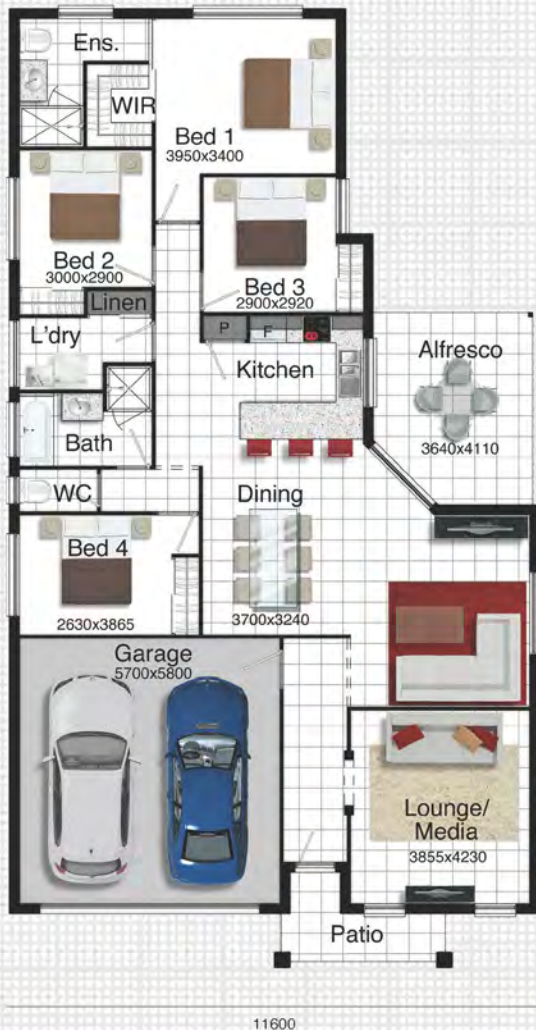 Ens.
WIR
Bed 1
3950x3400
Bed 2
3000x2900
Bed 3
2900x2920
Linen
L'dry
P
F
Kitchen
Alfresco
3640x4110
Bath
WC
Dining
3700x3240
Bed 4
2630x3865
Garage
5700x5800
Lounge/
Media
3855x4230
Patio
11600